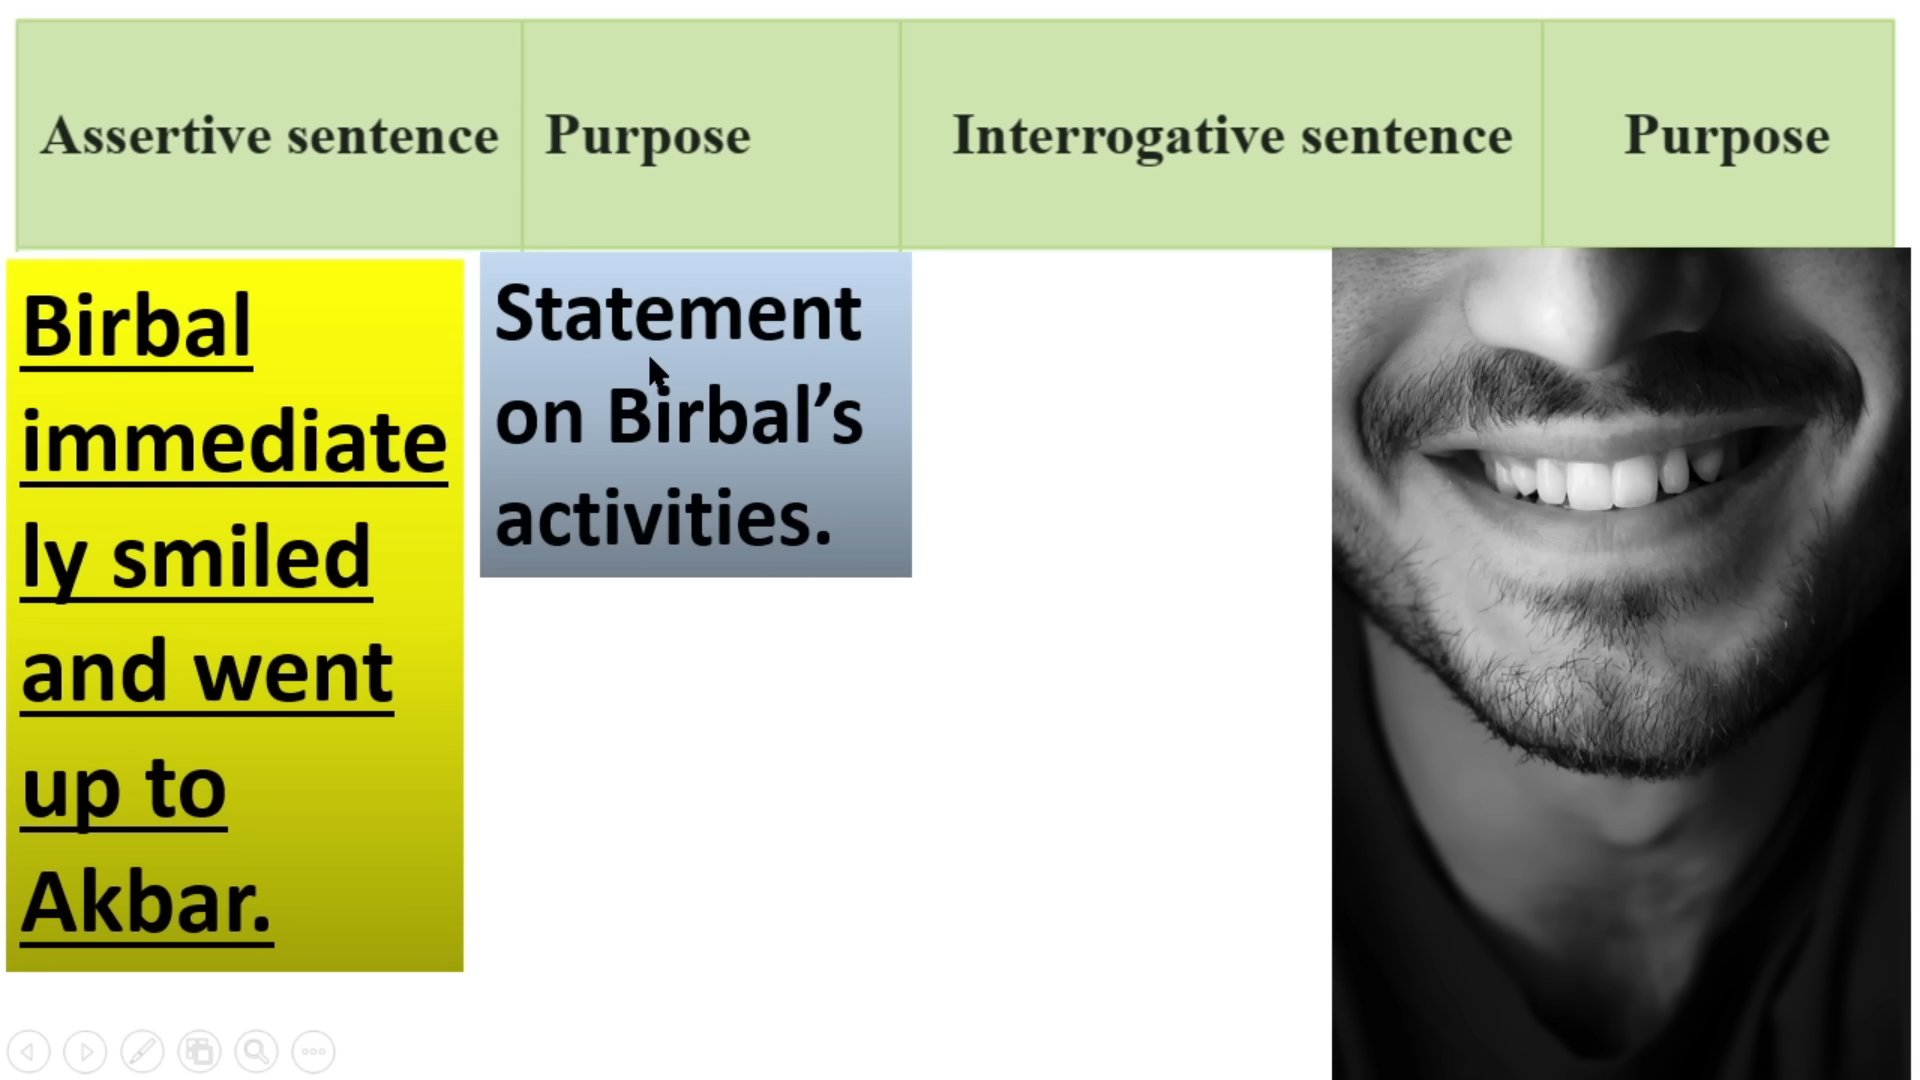 Assertive sentence
Purpose
Interrogative sentence
Purpose
Birbal
immediate
ly smiled
and went
up to
Akbar.
Statement
on Birbal’s
activities.